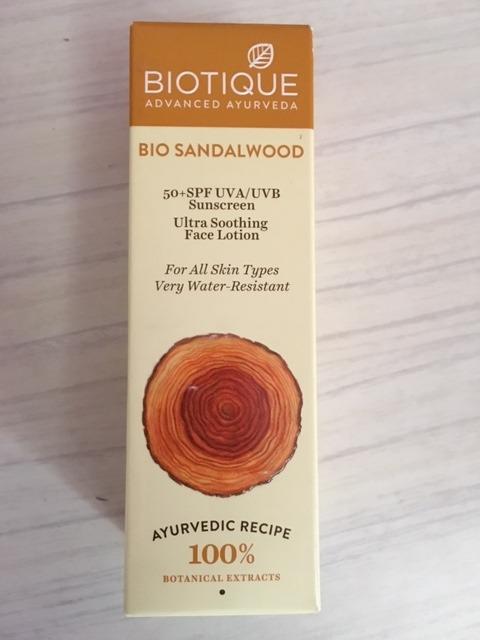 BIOTIQUE
ADVANCED AYURVEDA
BIO SANDALWOOD
50+SPF UVA/UVB
Sunscreen
Ultra Soothing
Face Lotion
For All Skin Types
Very Water-Resistant
AYURVEDIC RECIPE
100%
BOTANICAL EXTRACTS